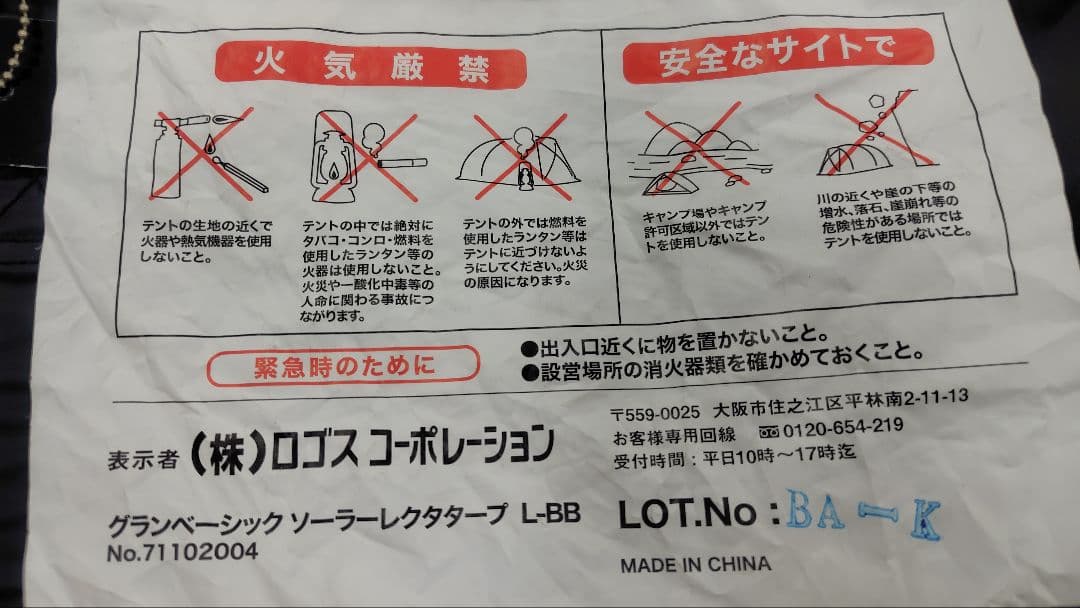 火気厳禁
テントの生地の近くで
火器や熱気機器を使用
しないこと。
テントの中では絶対に
タバコ・コンロ・燃料を
使用したランタン等の
火器は使用しないこと。
火災や一酸化中毒等の
人命に関わる事故につ
ながります。
テントの外では燃料を
使用したランタン等は
テントに近づけないよ
うにしてください。火災
の原因になります。
安全なサイトで
キャンプ場やキャンプ
許可区域以外ではテン
トを使用しないこと。
川の近くや崖の下等の
増水、落石、崖崩れ等の
危険性がある場所では
テントを使用しないこと。
緊急時のために
●出入口近くに物を置かないこと。
●設営場所の消火器類を確かめておくこと。
表示者 (株)ロゴス コーポレーション
〒559-0025 大阪市住之江区平林南2-11-13
お客様専用回線 0120-654-219
受付時間:平日10時〜17時迄
グランベーシック ソーラーレクタタープ L-BB
No.71102004
LOT.No : BA-K
MADE IN CHINA